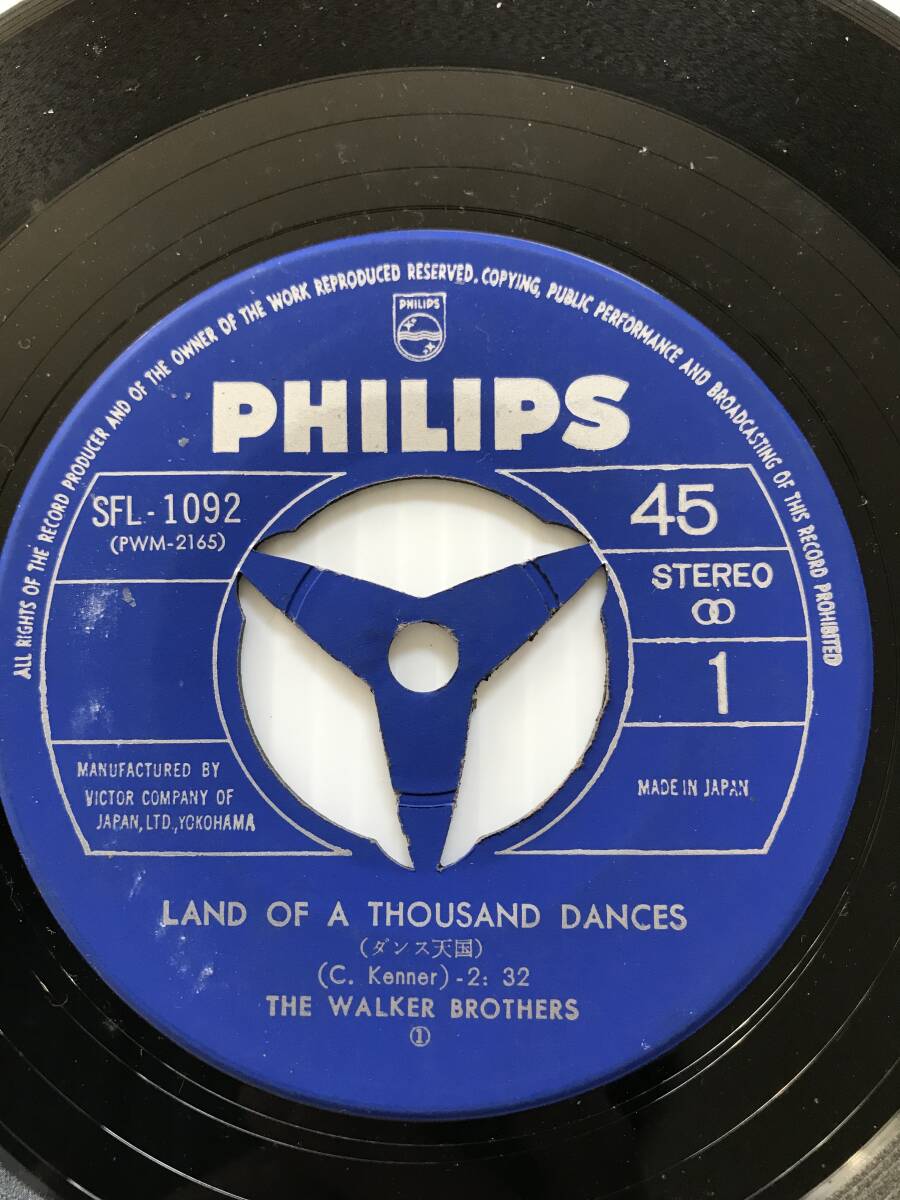 ALL RIGHTS OF THE RECORD PRODUCER AND OF THE OWNER OF THE WORK REPRODUCED RESERVED. COPYING, PUBLIC PERFORMANCE AND BROADCASTING OF THIS RECORD PROHIBITED
PHILIPS
PHILIPS
SFL-1092
(PWM-2165)
45
STEREO
1
MANUFACTURED BY
VICTOR COMPANY OF
JAPAN, LTD., YOKOHAMA
MADE IN JAPAN
LAND OF A THOUSAND DANCES
(ダンス天国)
(C. Kenner)-2: 32
THE WALKER BROTHERS
①